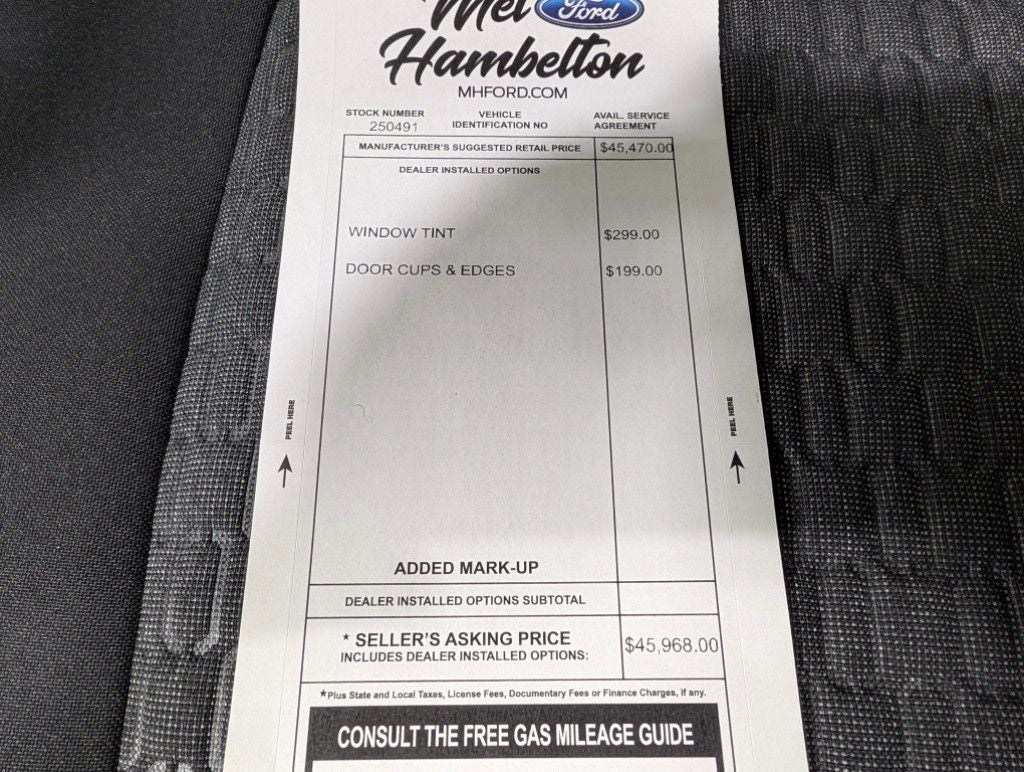 Mel Ford
Hambelton
MHFORD.COM
STOCK NUMBER VEHICLE AVAIL. SERVICE
250491 IDENTIFICATION NO AGREEMENT
MANUFACTURER'S SUGGESTED RETAIL PRICE $45,470.00
DEALER INSTALLED OPTIONS
WINDOW TINT $299.00
DOOR CUPS & EDGES $199.00
PEEL HERE PEEL HERE
ADDED MARK-UP
DEALER INSTALLED OPTIONS SUBTOTAL
* SELLER'S ASKING PRICE $45,968.00
INCLUDES DEALER INSTALLED OPTIONS:
*Plus State and Local Taxes, License Fees, Documentary Fees or Finance Charges, if any.
CONSULT THE FREE GAS MILEAGE GUIDE